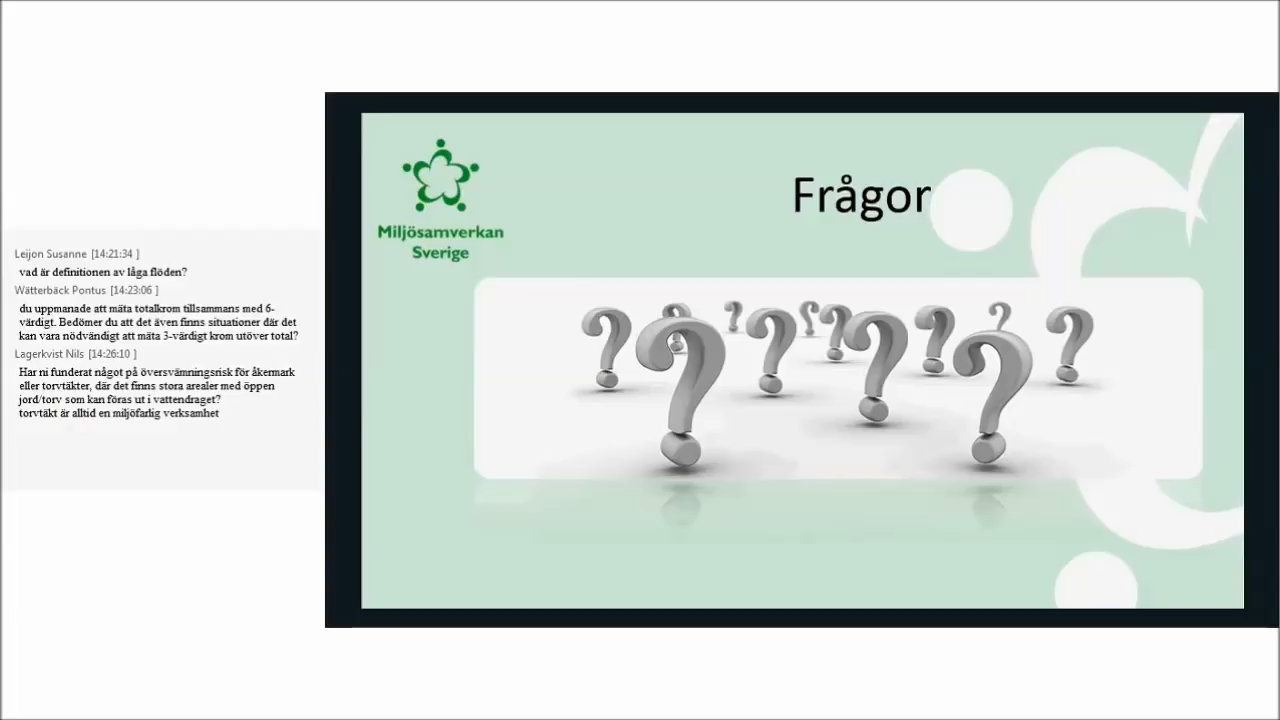 Leijon Susanne [14:21:34 ]
vad är definitionen av låga flöden?
Wätterbäck Pontus [14:23:06 ]
du uppmanade att mäta totalkrom tillsammans med 6-
värdigt. Bedömer du att det även finns situationer där det
kan vara nödvändigt att mäta 3-värdigt krom utöver total?
Lagerkvist Nils [14:26:10 ]
Har ni funderat något på översvämningsrisk för åkermark
eller torvtäkter, där det finns stora arealer med öppen
jord/torv som kan föras ut i vattendraget?
torvtäkt är alltid en miljöfarlig verksamhet
Miljösamverkan
Sverige
Frågor